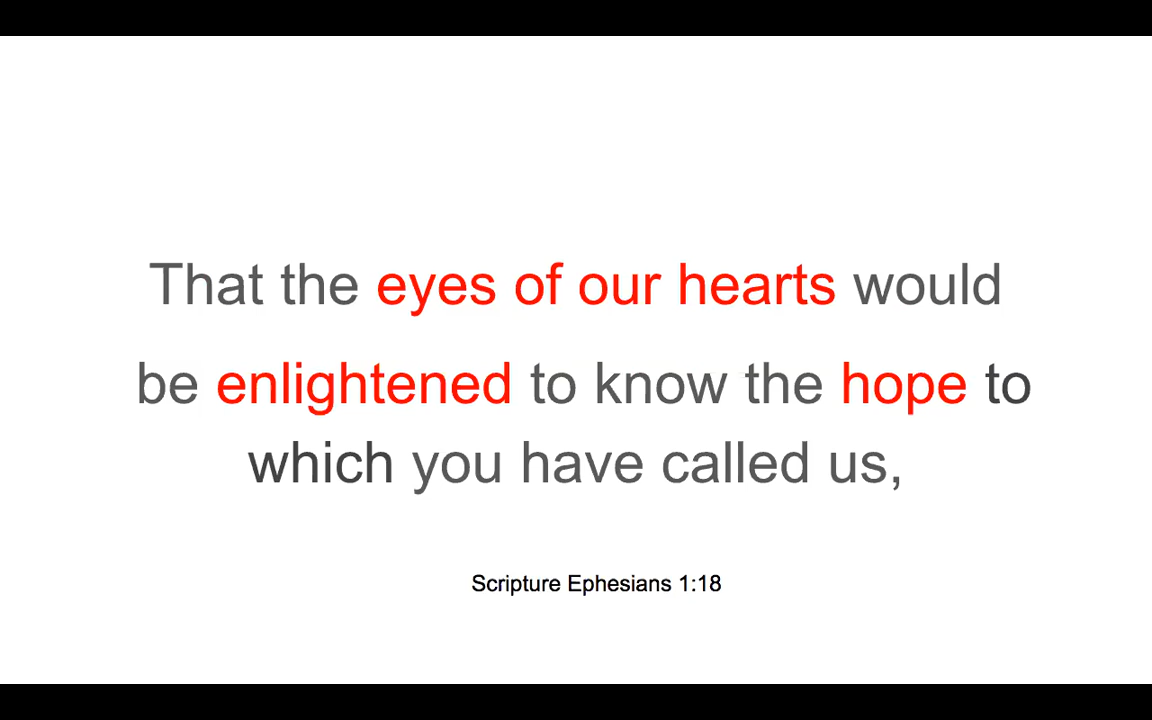 That the eyes of our hearts would
be enlightened to know the hope to
which you have called us,
Scripture Ephesians 1:18